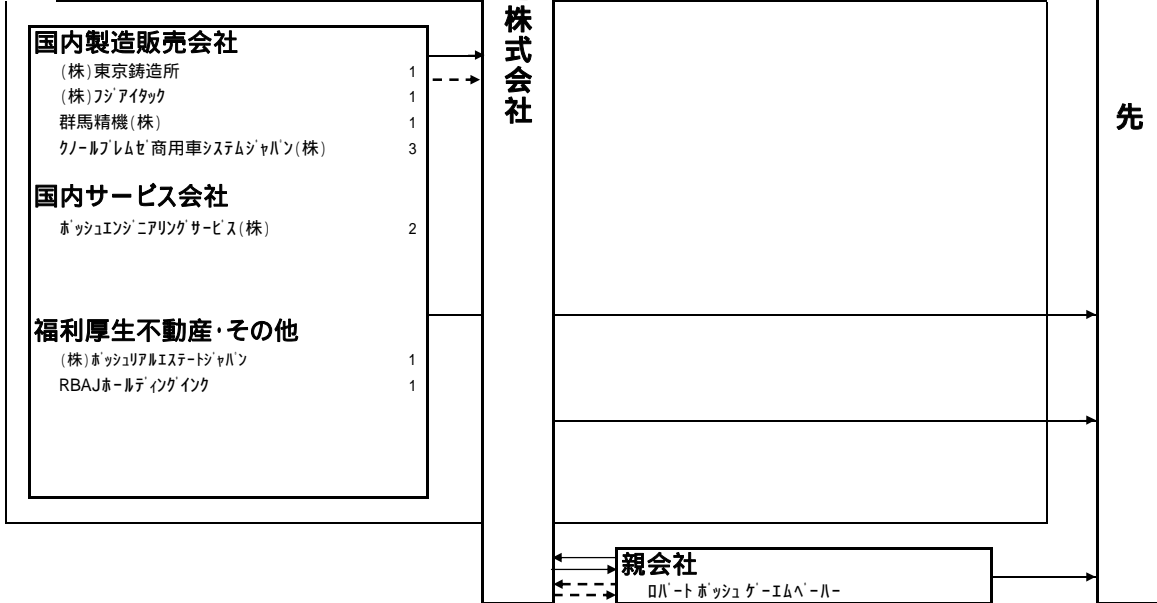 国内製造販売会社
(株)東京鋳造所 1
(株)ﾌｼﾞｱｲﾀｯｸ 1
群馬精機(株) 1
ｸﾉｰﾙﾌﾞﾚﾑｾﾞ商用車ｼｽﾃﾑｼﾞｬﾊﾟﾝ(株) 3
国内サービス会社
ﾎﾞｯｼｭｴﾝｼﾞﾆｱﾘﾝｸﾞｻｰﾋﾞｽ(株) 2
福利厚生不動産･その他
(株)ﾎﾞｯｼｭﾘｱﾙｴｽﾃｰﾄｼﾞｬﾊﾟﾝ 1
RBAJﾎｰﾙﾃﾞｨﾝｸﾞｲﾝｸ 1
株式会社
先
親会社
ﾛﾊﾞｰﾄ ﾎﾞｯｼｭ ｹﾞｰｴﾑﾍﾞｰﾊｰ